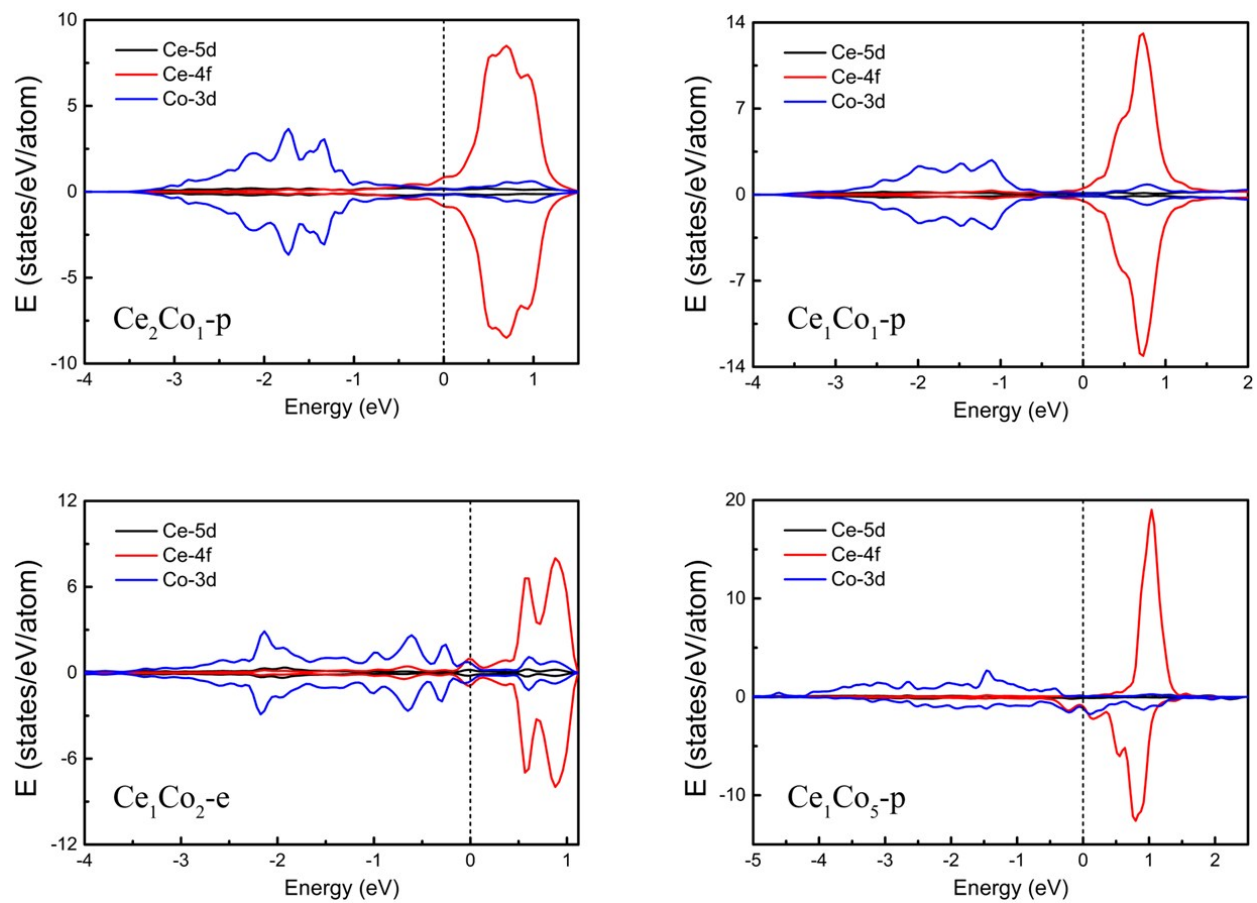 10
5
0
-5
-10
E (states/eV/atom)
Ce-5d
Ce-4f
Co-3d
Ce₂Co₁-p
-4 -3 -2 -1 0 1
Energy (eV)
14
7
0
-7
-14
E (states/eV/atom)
Ce-5d
Ce-4f
Co-3d
Ce₁Co₁-p
-4 -3 -2 -1 0 1 2
Energy (eV)
12
6
0
-6
-12
E (states/eV/atom)
Ce-5d
Ce-4f
Co-3d
Ce₁Co₂-e
-4 -3 -2 -1 0 1
Energy (eV)
20
10
0
-10
E (states/eV/atom)
Ce-5d
Ce-4f
Co-3d
Ce₁Co₅-p
-5 -4 -3 -2 -1 0 1 2
Energy (eV)